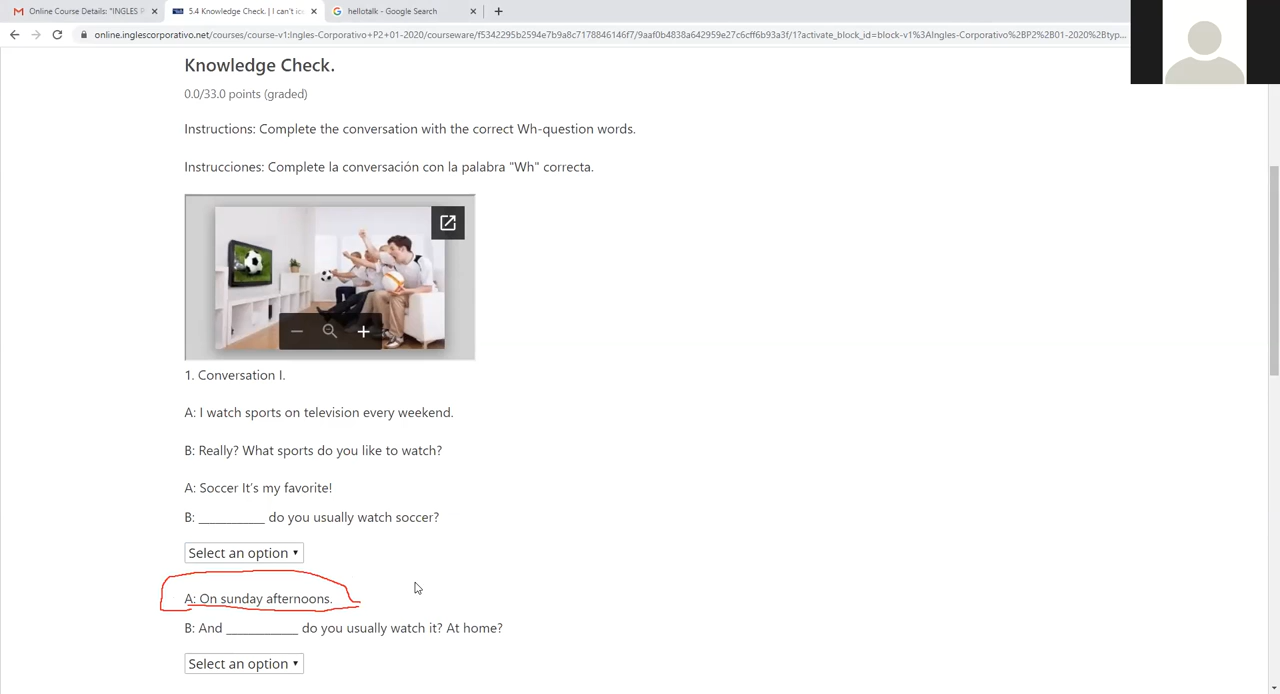 Online Course Details: "INGLES P
5.4 Knowledge Check. | I can't ic
hellotalk - Google Search
online.inglescorporativo.net/courses/course-v1:ingles-Corporativo+P2+01-2020/courseware/f5342295b2594e7b9a8c7178846146f7/9aaf0b4838a642959e27c6cff6b93a3f/1?activate_block_id=block-v1%3AIngles-Corporativo%2BP2%2B01-2020%2Btyp...
Knowledge Check.
0.0/33.0 points (graded)
Instructions: Complete the conversation with the correct Wh-question words.
Instrucciones: Complete la conversación con la palabra "Wh" correcta.
1. Conversation I.
A: I watch sports on television every weekend.
B: Really? What sports do you like to watch?
A: Soccer It's my favorite!
B: ___________ do you usually watch soccer?
Select an option
A: On sunday afternoons.
B: And ____________ do you usually watch it? At home?
Select an option